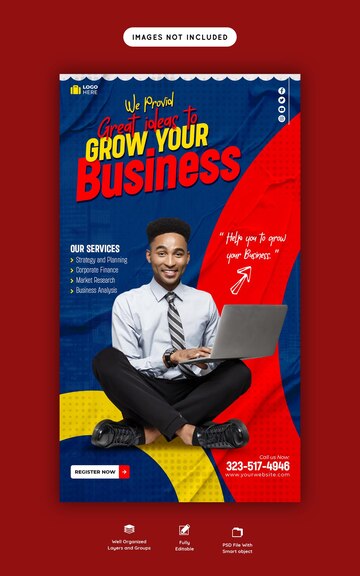 IMAGES NOT INCLUDED
LOGO
HERE
We Provid
Great ideas to
GROW YOUR
Business
OUR SERVICES
Strategy and Planning
Corporate Finance
Market Research
Business Analysis
" Help you to grow
your Business. "
Call us Now:
323-517-4946
www.yourwebsite.com
REGISTER NOW
Well Organized
Layers and Groups
Fully
Editable
PSD File With
Smart object